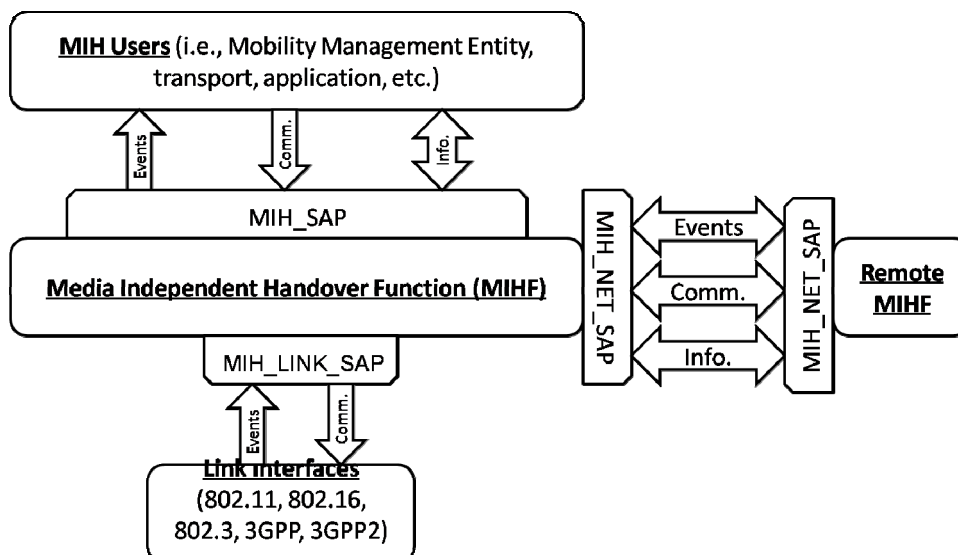 MIH Users (i.e., Mobility Management Entity,
transport, application, etc.)
Events
Comm.
Info.
MIH_SAP
Media Independent Handover Function (MIHF)
MIH_NET_SAP
Events
Comm.
Info.
MIH_NET_SAP
Remote
MIHF
MIH_LINK_SAP
Events
Comm.
Link Interfaces
(802.11, 802.16,
802.3, 3GPP, 3GPP2)